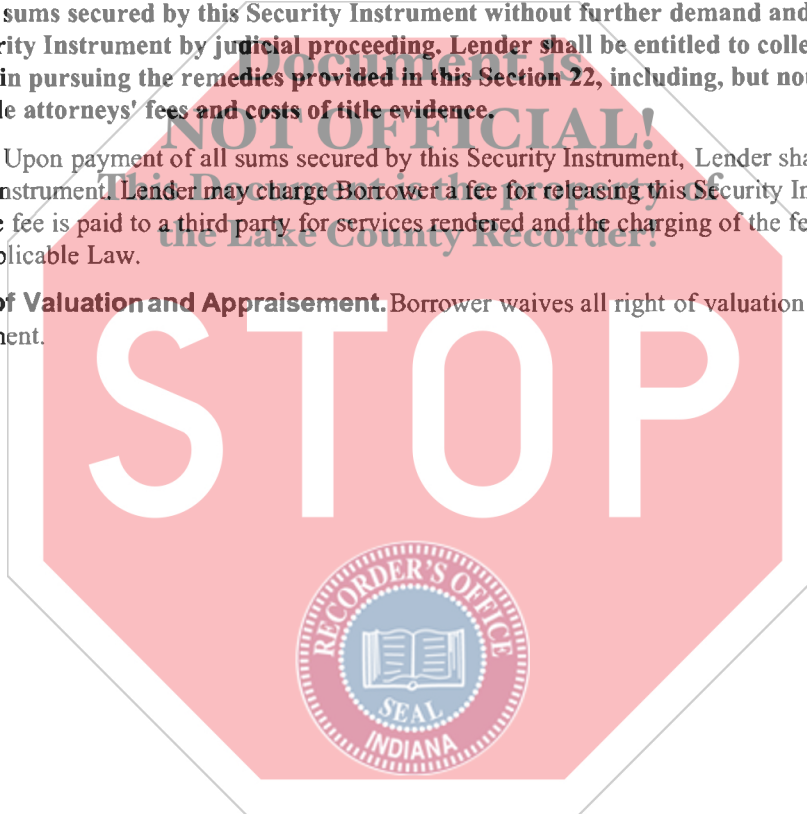 sums secured by this Security Instrument without further demand and
rity Instrument by judicial proceeding. Lender shall be entitled to colle
Document is
in pursuing the remedies provided in this Section 22, including, but no
le attorneys' fees and costs of title evidence.
NOT OFFICIAL!
Upon payment of all sums secured by this Security Instrument, Lender sha
This Document is the property of
nstrument. Lender may charge Borrower a fee for releasing this Security In
e fee is paid to a third party for services rendered and the charging of the fe
the Lake County Recorder!
plicable Law.
of Valuation and Appraisement. Borrower waives all right of valuation
nent.
STOP
RECORDER'S OFFICE
SEAL
INDIANA